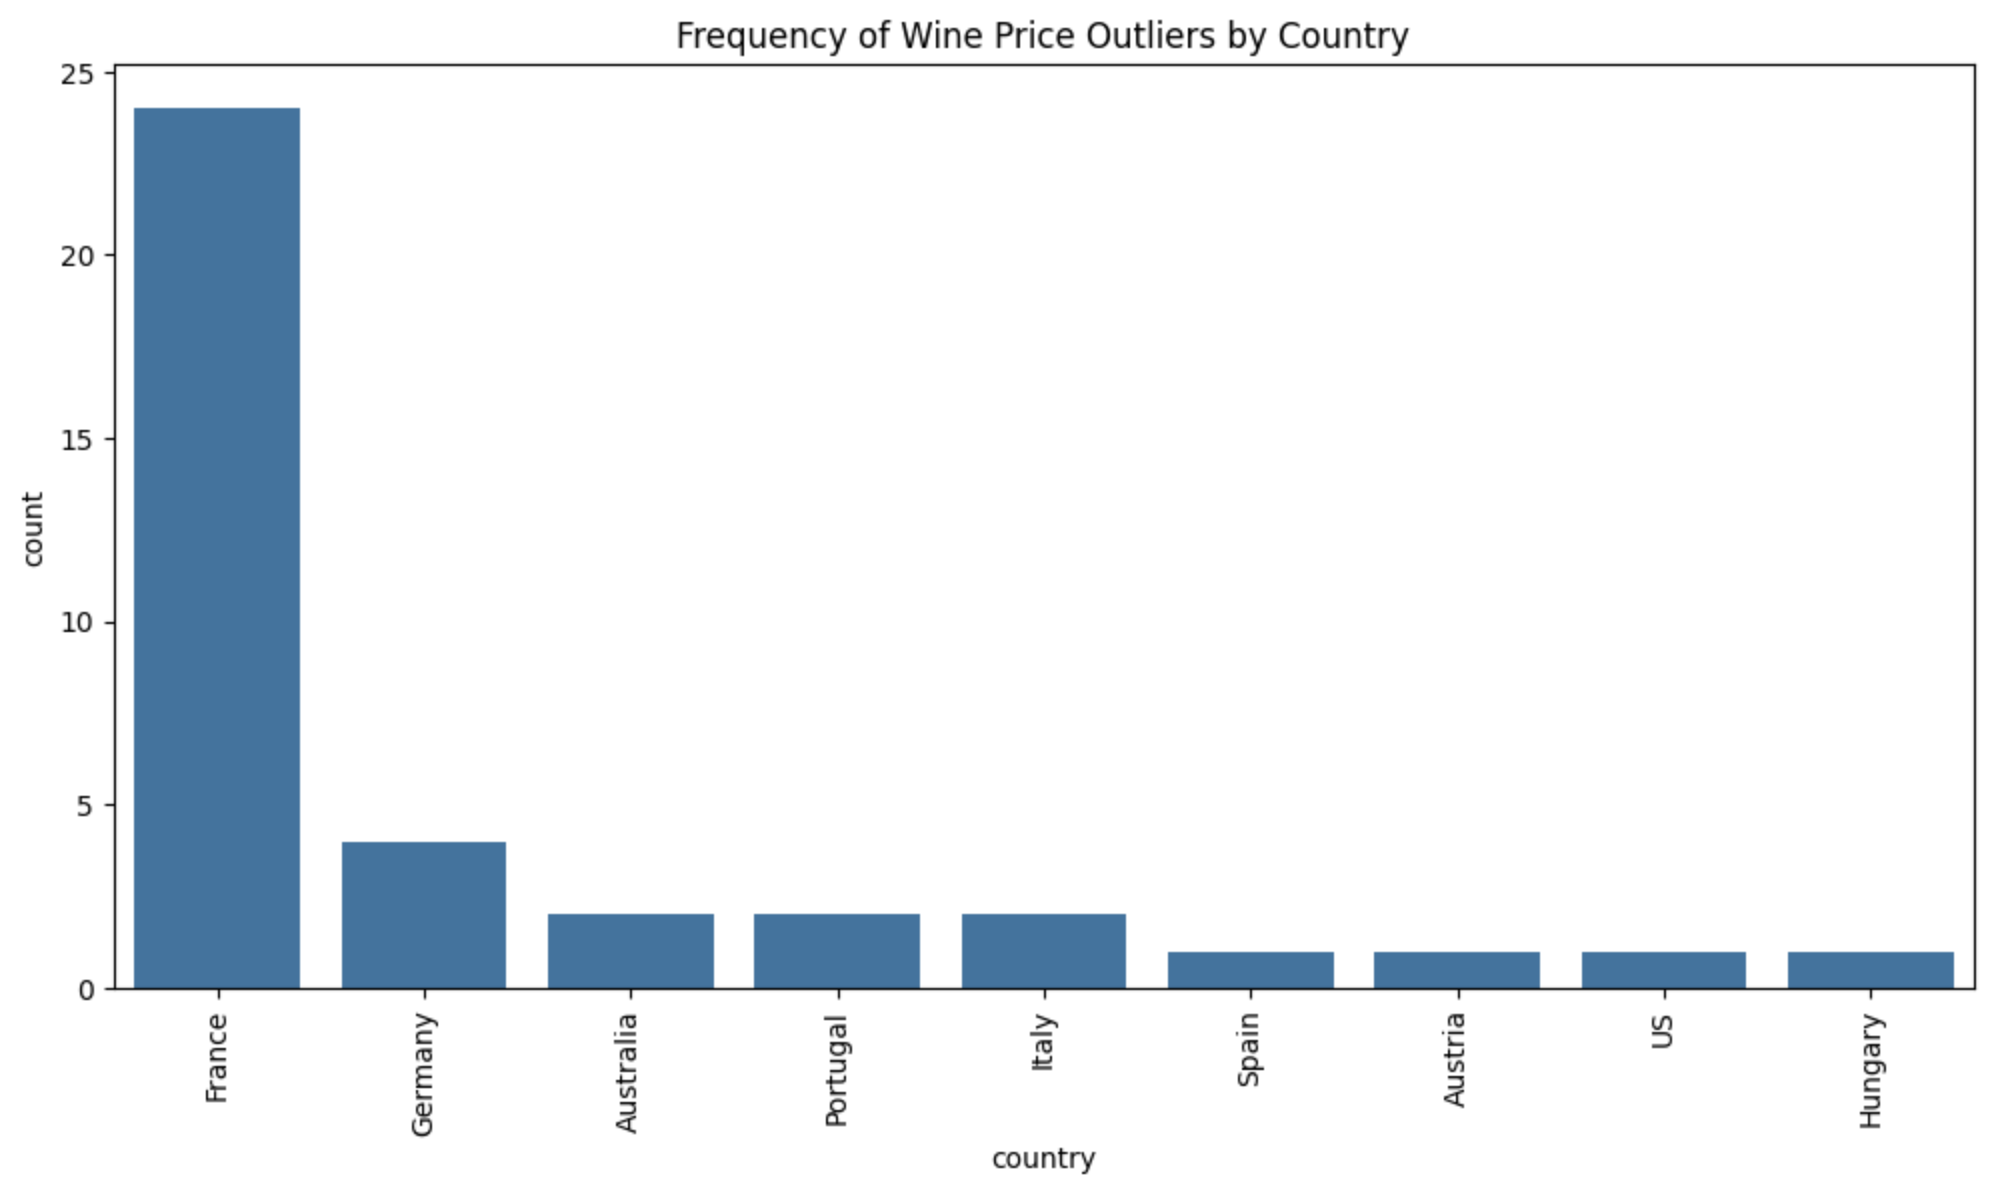 Frequency of Wine Price Outliers by Country
25
20
15
10
5
0
count
France
Germany
Australia
Portugal
Italy
Spain
Austria
US
Hungary
country